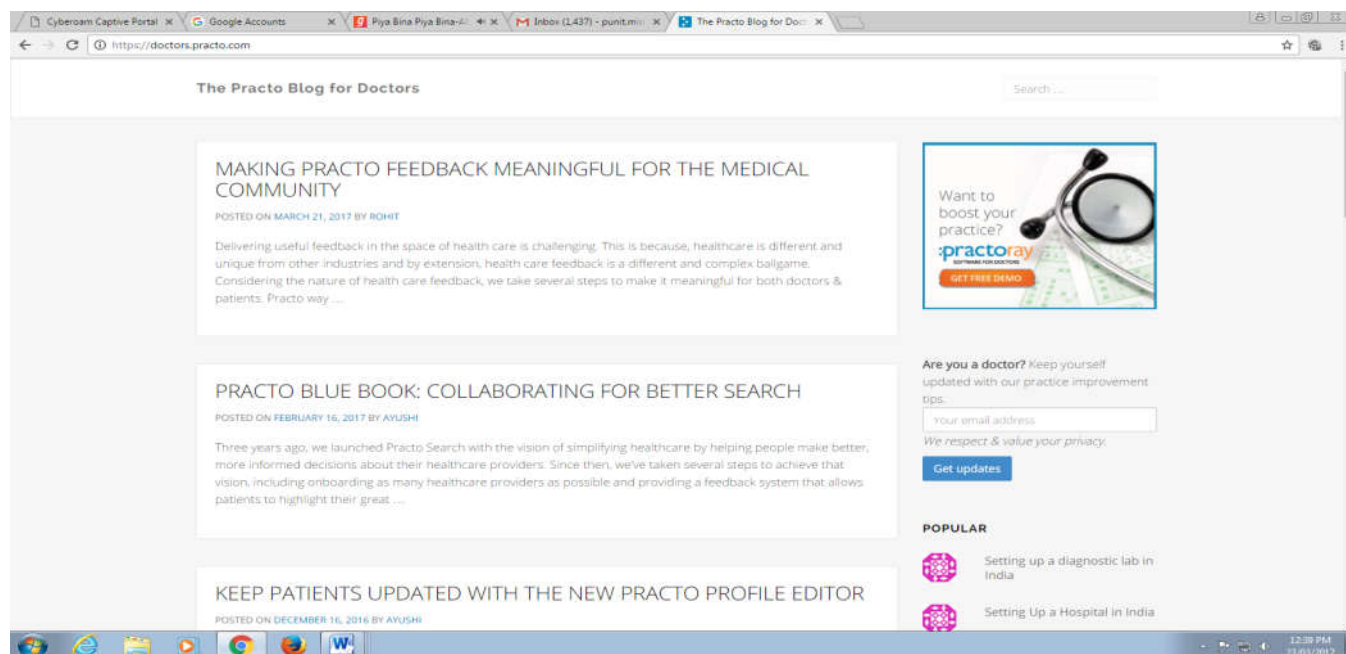 Cyberoam Captive Portal
Google Accounts
Piya Bina Piya Bina-A
Inbox (1,437) - punit.mi
The Practo Blog for Doc
https://doctors.practo.com
The Practo Blog for Doctors
Search ...
MAKING PRACTO FEEDBACK MEANINGFUL FOR THE MEDICAL
COMMUNITY
POSTED ON MARCH 21, 2017 BY ROHIT
Delivering useful feedback in the space of health care is challenging. This is because, healthcare is different and
unique from other industries and by extension, health care feedback is a different and complex ballgame.
Considering the nature of health care feedback, we take several steps to make it meaningful for both doctors &
patients. Practo way ...
PRACTO BLUE BOOK: COLLABORATING FOR BETTER SEARCH
POSTED ON FEBRUARY 16, 2017 BY AYUSHI
Three years ago, we launched Practo Search with the vision of simplifying healthcare by helping people make better,
more informed decisions about their healthcare providers. Since then, we've taken several steps to achieve that
vision, including onboarding as many healthcare providers as possible and providing a feedback system that allows
patients to highlight their great ...
KEEP PATIENTS UPDATED WITH THE NEW PRACTO PROFILE EDITOR
POSTED ON DECEMBER 16, 2016 BY AYUSHI
Want to
boost your
practice?
:practoray
SOFTWARE FOR DOCTORS
GET FREE DEMO
Are you a doctor? Keep yourself
updated with our practice improvement
tips.
Your email address
We respect & value your privacy.
Get updates
POPULAR
Setting up a diagnostic lab in
India
Setting Up a Hospital in India
12:39 PM